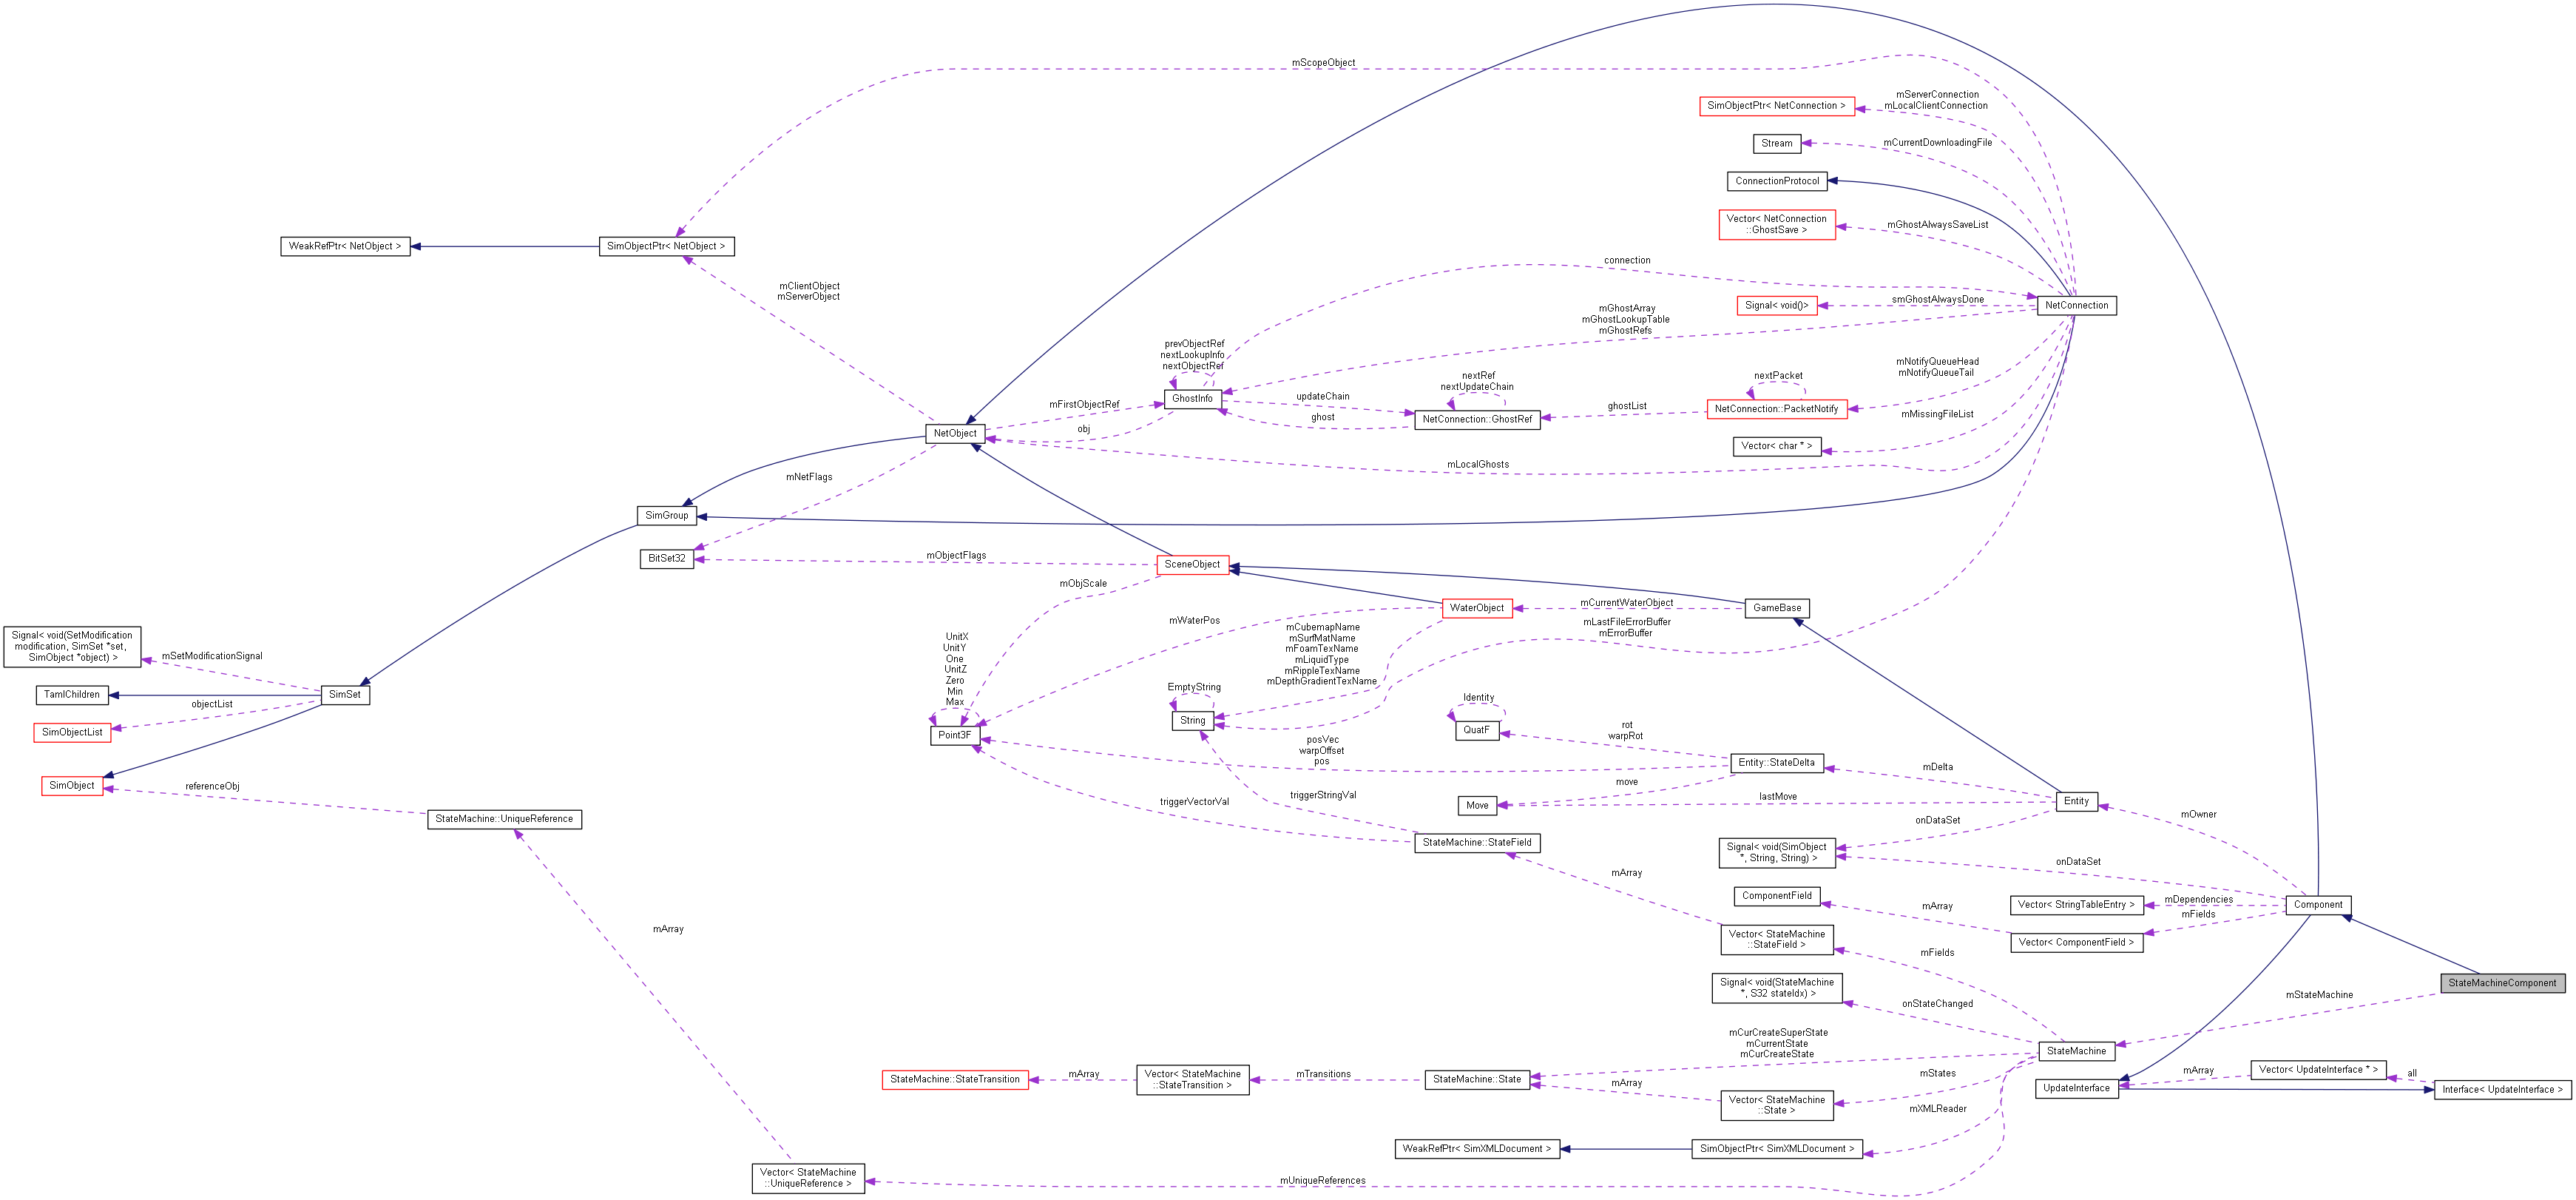 mScopeObject
SimObjectPtr< NetConnection >
mServerConnection
mLocalClientConnection
Stream
mCurrentDownloadingFile
ConnectionProtocol
Vector< NetConnection
::GhostSave >
mGhostAlwaysSaveList
WeakRefPtr< NetObject >
SimObjectPtr< NetObject >
connection
mClientObject
mServerObject
Signal< void()>
smGhostAlwaysDone
NetConnection
mGhostArray
mGhostLookupTable
mGhostRefs
prevObjectRef
nextLookupInfo
nextObjectRef
GhostInfo
nextRef
nextUpdateChain
nextPacket
mNotifyQueueHead
mNotifyQueueTail
mFirstObjectRef
updateChain
NetConnection::GhostRef
ghostList
NetConnection::PacketNotify
ghost
mMissingFileList
NetObject
obj
Vector< char * >
mLocalGhosts
mNetFlags
SimGroup
BitSet32
mObjectFlags
SceneObject
mObjScale
WaterObject
mCurrentWaterObject
GameBase
mWaterPos
mCubemapName
mSurfMatName
mFoamTexName
mLiquidType
mRippleTexName
mDepthGradientTexName
mLastFileErrorBuffer
mErrorBuffer
Signal< void(SetModification
modification, SimSet *set,
SimObject *object) >
mSetModificationSignal
UnitX
UnitY
One
UnitZ
Zero
Min
Max
TamlChildren
SimSet
objectList
EmptyString
String
Identity
QuatF
SimObjectList
Point3F
rot
warpRot
posVec
warpOffset
pos
Entity::StateDelta
mDelta
SimObject
referenceObj
move
triggerStringVal
triggerVectorVal
Move
lastMove
Entity
mOwner
StateMachine::UniqueReference
onDataSet
StateMachine::StateField
Signal< void(SimObject
*, String, String) >
onDataSet
mArray
ComponentField
mArray
Vector< StringTableEntry >
mDependencies
mFields
Component
mArray
Vector< StateMachine
::StateField >
Vector< ComponentField >
mFields
Signal< void(StateMachine
*, S32 stateIdx) >
onStateChanged
StateMachineComponent
mStateMachine
mCurCreateSuperState
mCurrentState
mCurCreateState
StateMachine
StateMachine::StateTransition
mArray
Vector< StateMachine
::StateTransition >
mTransitions
StateMachine::State
mArray
mStates
Vector< StateMachine
::State >
mXMLReader
UpdateInterface
mArray
Vector< UpdateInterface * >
all
Interface< UpdateInterface >
WeakRefPtr< SimXMLDocument >
SimObjectPtr< SimXMLDocument >
Vector< StateMachine
::UniqueReference >
mUniqueReferences